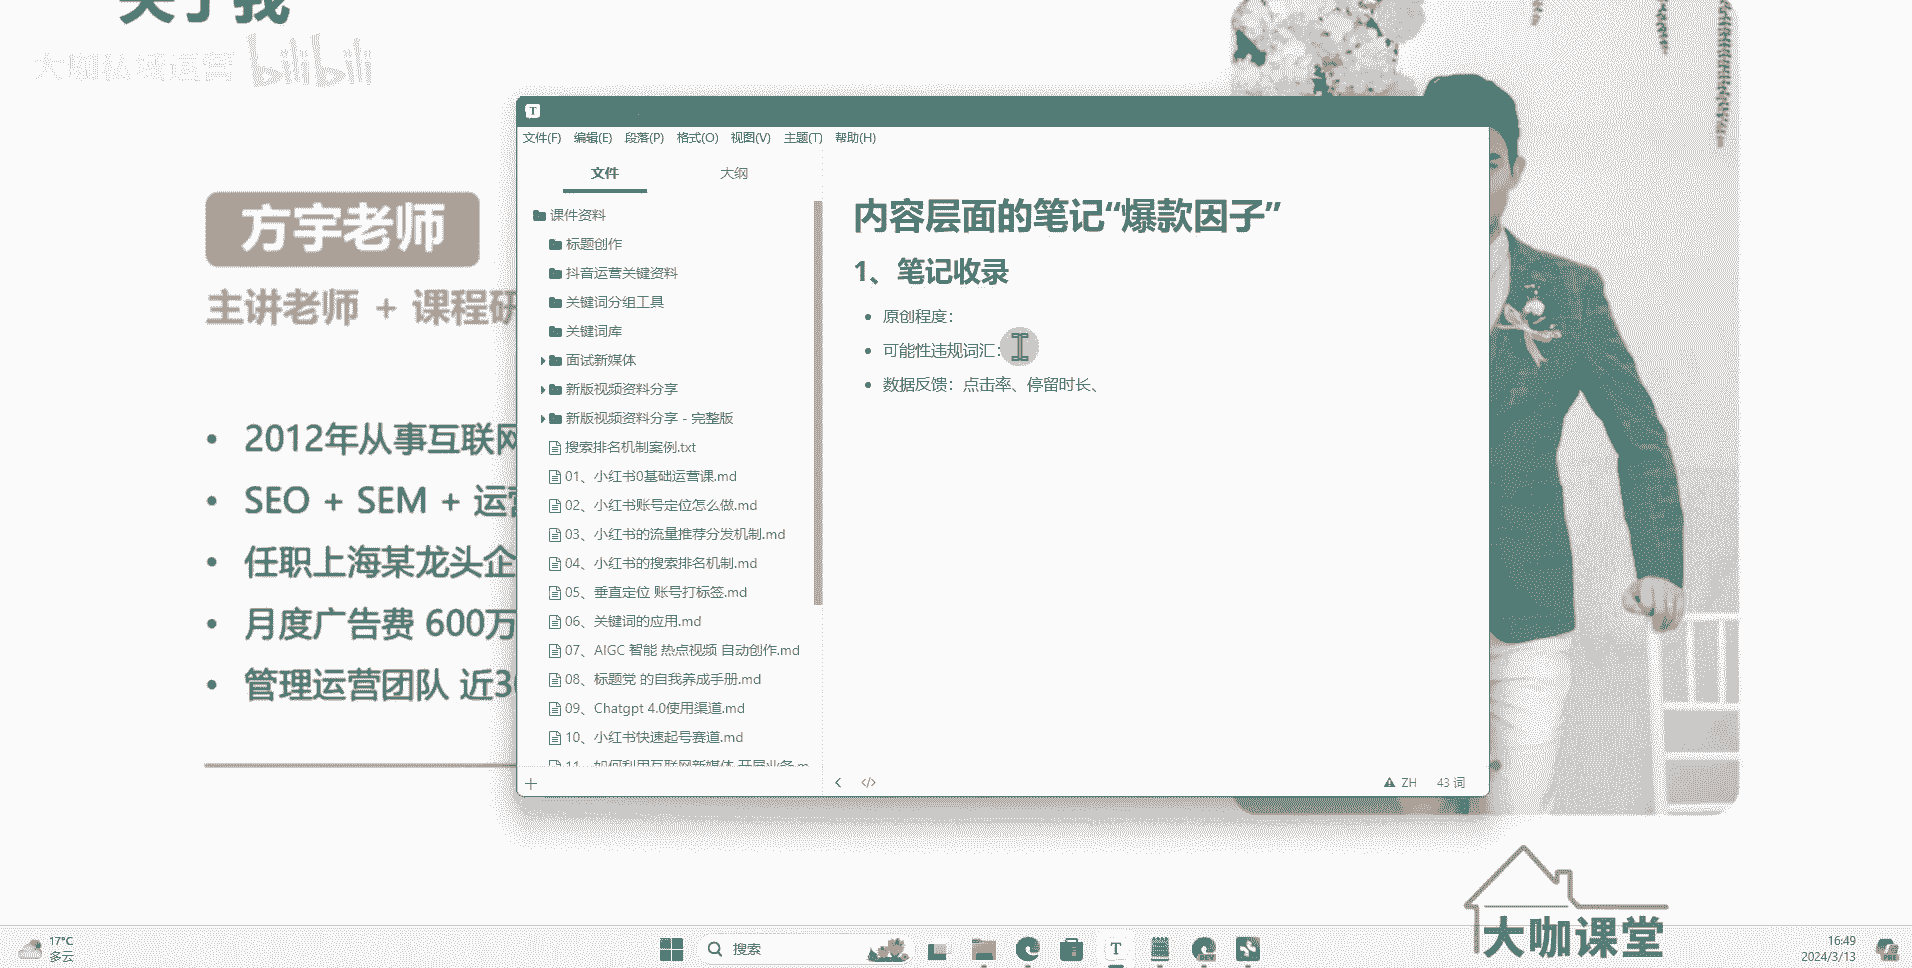 关于我
大咖私域运营 bilibili
方宇老师
主讲老师 + 课程研
2012年从事互联网
SEO + SEM + 运营
任职上海某龙头企
月度广告费 600万
管理运营团队 近30
文件(F) 编辑(E) 段落(P) 格式(O) 视图(V) 主题(T) 帮助(H)
文件 大纲
课件资料
标题创作
抖音运营关键资料
关键词分组工具
关键词库
面试新媒体
新版视频资料分享
新版视频资料分享 - 完整版
搜索排名机制案例.txt
01、小红书0基础运营课.md
02、小红书账号定位怎么做.md
03、小红书的流量推荐分发机制.md
04、小红书的搜索排名机制.md
05、垂直定位 账号打标签.md
06、关键词的应用.md
07、AIGC 智能 热点视频 自动创作.md
08、标题党 的自我养成手册.md
09、Chatgpt 4.0使用渠道.md
10、小红书快速起号赛道.md
11、如何利用互联网新媒体 开展业务.m
内容层面的笔记“爆款因子”
1、笔记收录
原创程度：
可能性违规词汇：
数据反馈：点击率、停留时长、
ZH 43 词
大咖课堂
17°C
多云
搜索
16:49
2024/3/13